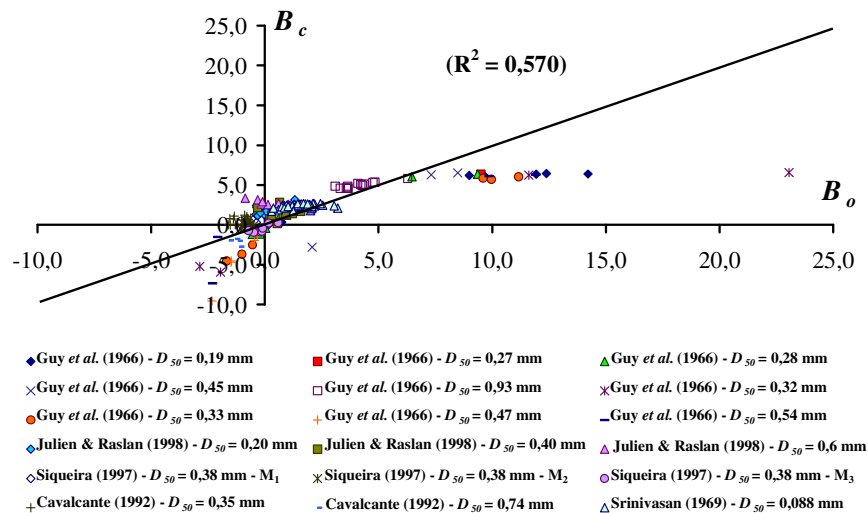 B c
25,0
(R² = 0,570)
20,0
15,0
10,0
5,0
B o
0,0
-10,0 -5,0 0,0 5,0 10,0 15,0 20,0 25,0
-5,0
-10,0
Guy et al. (1966) - D 50 = 0,19 mm
Guy et al. (1966) - D 50 = 0,27 mm
Guy et al. (1966) - D 50 = 0,28 mm
Guy et al. (1966) - D 50 = 0,45 mm
Guy et al. (1966) - D 50 = 0,93 mm
Guy et al. (1966) - D 50 = 0,32 mm
Guy et al. (1966) - D 50 = 0,33 mm
Guy et al. (1966) - D 50 = 0,47 mm
Guy et al. (1966) - D 50 = 0,54 mm
Julien & Raslan (1998) - D 50 = 0,20 mm
Julien & Raslan (1998) - D 50 = 0,40 mm
Julien & Raslan (1998) - D 50 = 0,6 mm
Siqueira (1997) - D 50 = 0,38 mm - M₁
Siqueira (1997) - D 50 = 0,38 mm - M₂
Siqueira (1997) - D 50 = 0,38 mm - M₃
Cavalcante (1992) - D 50 = 0,35 mm
Cavalcante (1992) - D 50 = 0,74 mm
Srinivasan (1969) - D 50 = 0,088 mm